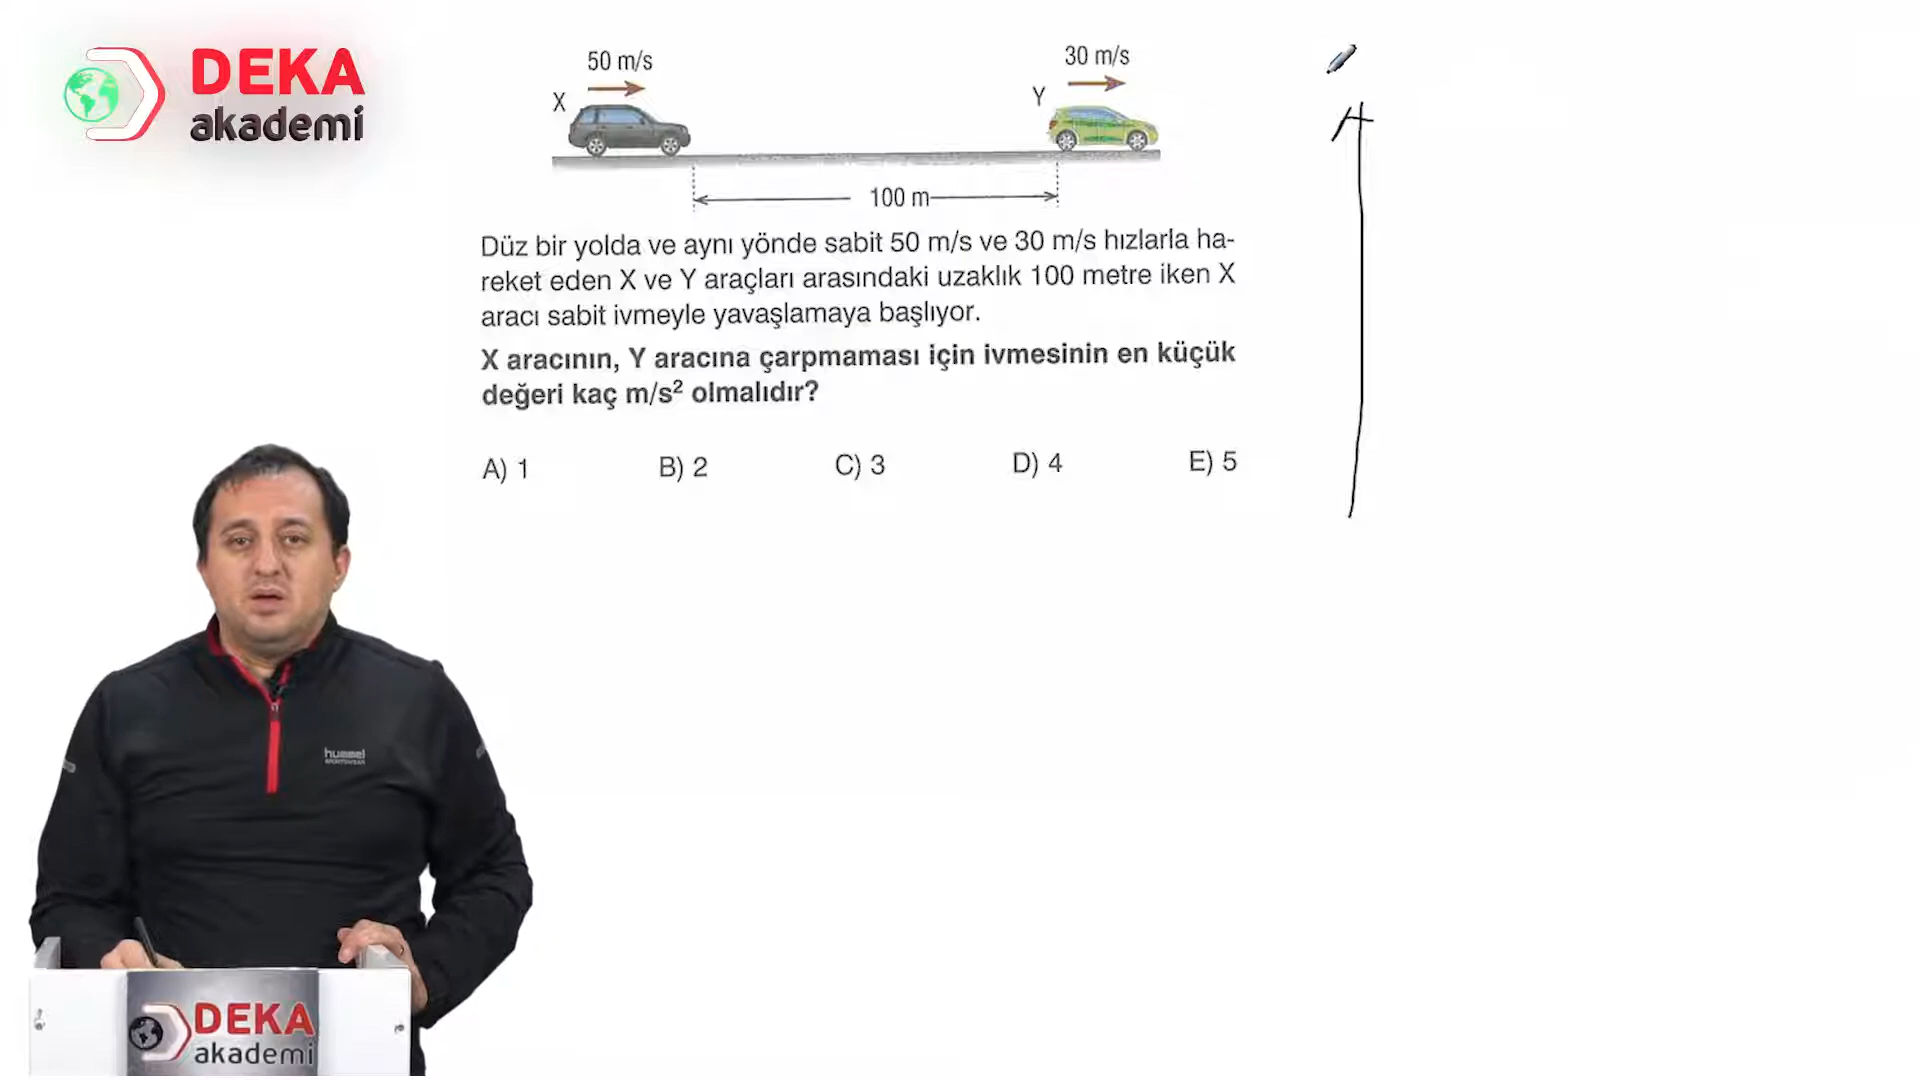 DEKA
akademi
50 m/s
30 m/s
X
Y
100 m
Düz bir yolda ve aynı yönde sabit 50 m/s ve 30 m/s hızlarla ha-
reket eden X ve Y araçları arasındaki uzaklık 100 metre iken X
aracı sabit ivmeyle yavaşlamaya başlıyor.
X aracının, Y aracına çarpmaması için ivmesinin en küçük
değeri kaç m/s² olmalıdır?
A) 1 B) 2 C) 3 D) 4 E) 5
hummel
SPORTSWEAR
DEKA
akademi